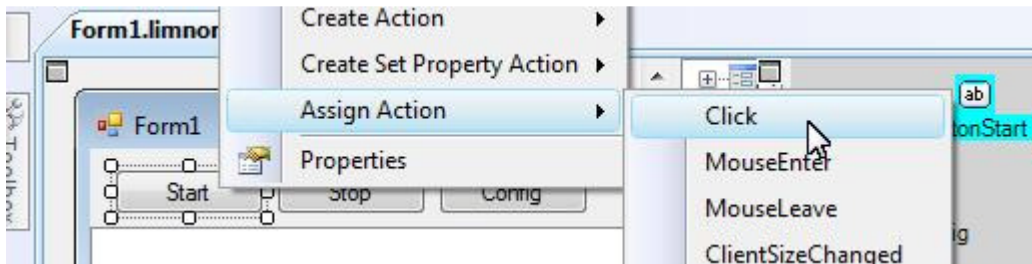 Form1.limnor
Create Action
Create Set Property Action
Assign Action
Properties
Click
MouseEnter
MouseLeave
ClientSizeChanged
Toolbox
Form1
Start
Stop
Config
ab
tonStart
ig